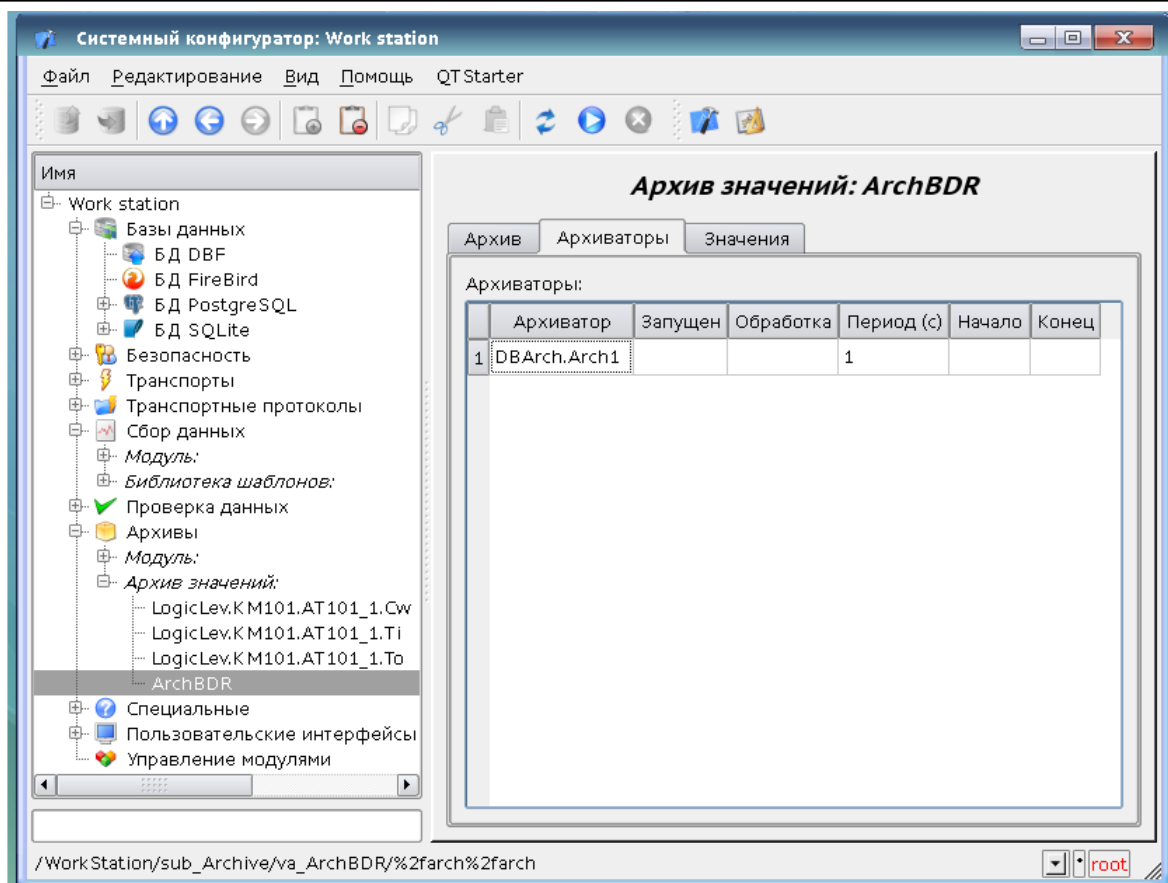 Системный конфигуратор: Work station
Файл Редактирование Вид Помощь QTStarter
Имя
Work station
Базы данных
БД DBF
БД FireBird
БД PostgreSQL
БД SQLite
Безопасность
Транспорты
Транспортные протоколы
Сбор данных
Модуль:
Библиотека шаблонов:
Проверка данных
Архивы
Модуль:
Архив значений:
LogicLev.KM101.AT101_1.Cw
LogicLev.KM101.AT101_1.Ti
LogicLev.KM101.AT101_1.To
ArchBDR
Специальные
Пользовательские интерфейсы
Управление модулями
Архив значений: ArchBDR
Архив Архиваторы Значения
Архиваторы:
Архиватор Запущен Обработка Период (с) Начало Конец
1 DBArch.Arch1 1
/WorkStation/sub_Archive/va_ArchBDR/%2farch%2farch
* root